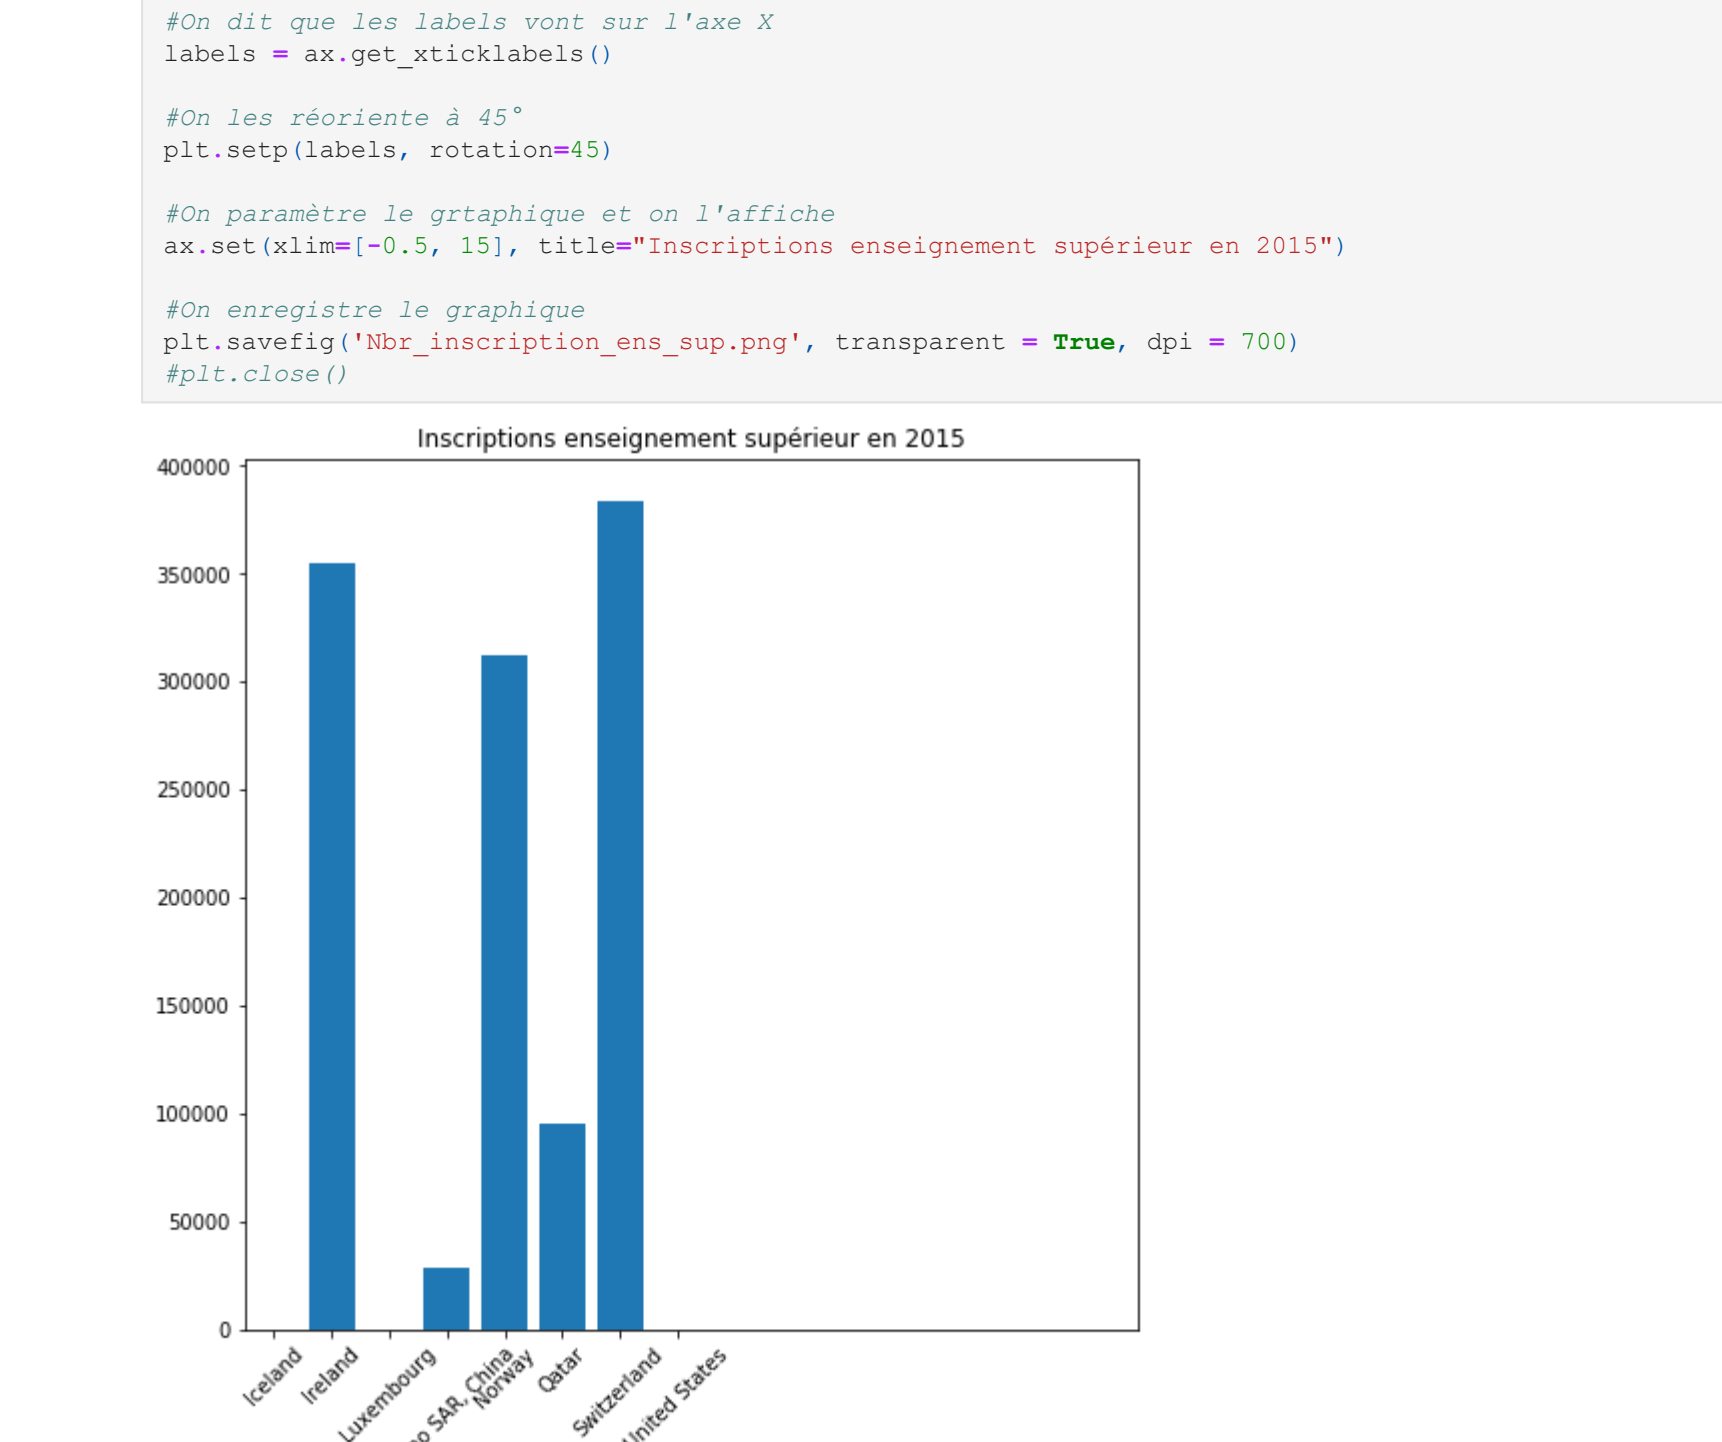 #On dit que les labels vont sur l'axe X
labels = ax.get_xticklabels()
#On les réoriente à 45°
plt.setp(labels, rotation=45)
#On paramètre le grtaphique et on l'affiche
ax.set(xlim=[-0.5, 15], title="Inscriptions enseignement supérieur en 2015")
#On enregistre le graphique
plt.savefig('Nbr_inscription_ens_sup.png', transparent = True, dpi = 700)
#plt.close()
Inscriptions enseignement supérieur en 2015
400000
350000
300000
250000
200000
150000
100000
50000
0
Iceland
Ireland
Luxembourg
SAR, China
Norway
Qatar
Switzerland
United States